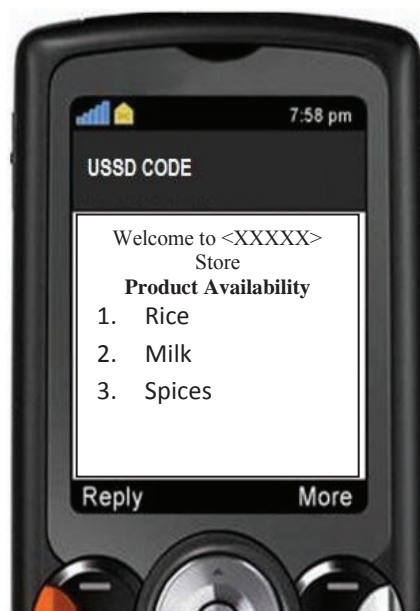 7:58 pm
USSD CODE
Welcome to <XXXXX>
Store
Product Availability
1. Rice
2. Milk
3. Spices
Reply More